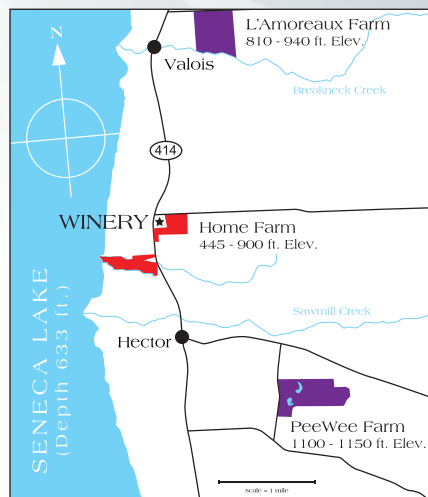 L'Amoreaux Farm
810 - 940 ft. Elev.
N
Valois
Breakneck Creek
414
WINERY
Home Farm
445 - 900 ft. Elev.
SENECA LAKE
(Depth 633 ft.)
Sawmill Creek
Hector
PeeWee Farm
1100 - 1150 ft. Elev.
scale = 1 mile